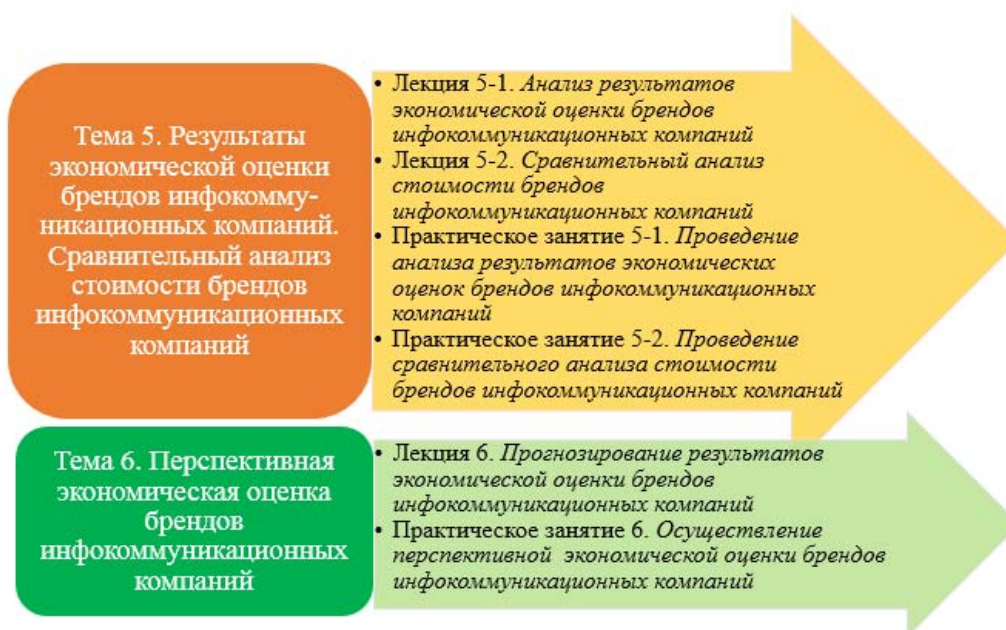 Тема 5. Результаты
экономической оценки
брендов инфокомму-
никационных компаний.
Сравнительный анализ
стоимости брендов
инфокоммуникационных
компаний
• Лекция 5-1. Анализ результатов
экономической оценки брендов
инфокоммуникационных компаний
• Лекция 5-2. Сравнительный анализ
стоимости брендов
инфокоммуникационных компаний
• Практическое занятие 5-1. Проведение
анализа результатов экономических
оценок брендов инфокоммуникационных
компаний
• Практическое занятие 5-2. Проведение
сравнительного анализа стоимости
брендов инфокоммуникационных компаний
Тема 6. Перспективная
экономическая оценка
брендов
инфокоммуникационных
компаний
• Лекция 6. Прогнозирование результатов
экономической оценки брендов
инфокоммуникационных компаний
• Практическое занятие 6. Осуществление
перспективной экономической оценки брендов
инфокоммуникационных компаний